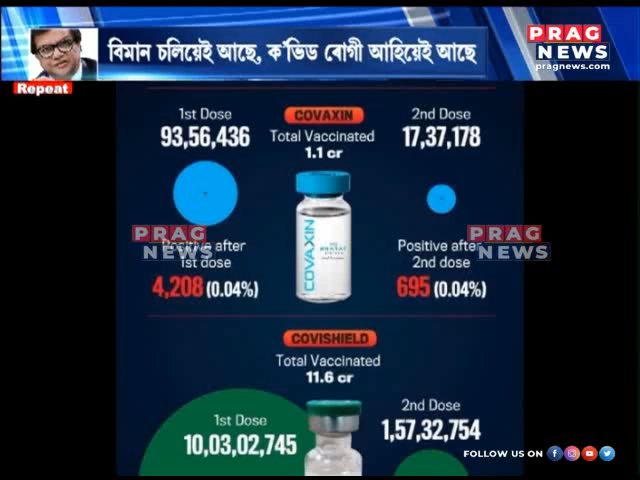 বিমান চলিয়েই আছে, ক'ভিড ৰোগী আহিয়েই আছে
PRAG
NEWS
pragnews.com
Repeat
1st Dose
93,56,436
COVAXIN
Total Vaccinated
1.1 cr
2nd Dose
17,37,178
COVAXIN
PRAG
NEWS
PRAG
NEWS
Positive after
1st dose
4,208 (0.04%)
Positive after
2nd dose
695 (0.04%)
COVISHIELD
Total Vaccinated
11.6 cr
1st Dose
10,03,02,745
2nd Dose
1,57,32,754
FOLLOW US ON